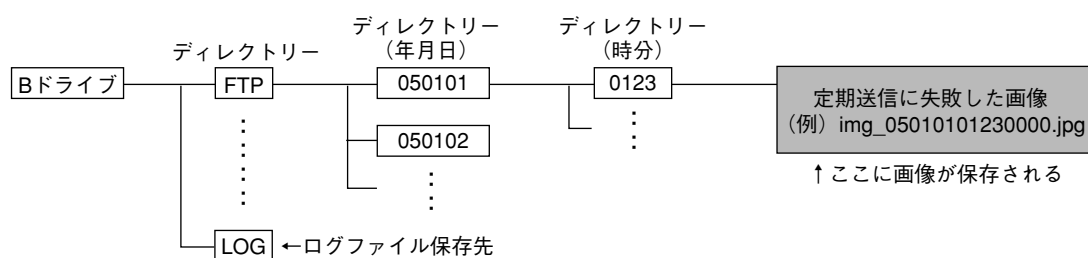 ディレクトリー
ディレクトリー
（年月日）
ディレクトリー
（時分）
Bドライブ
FTP
050101
0123
定期送信に失敗した画像
（例）img_05010101230000.jpg
050102
↑ここに画像が保存される
LOG
←ログファイル保存先